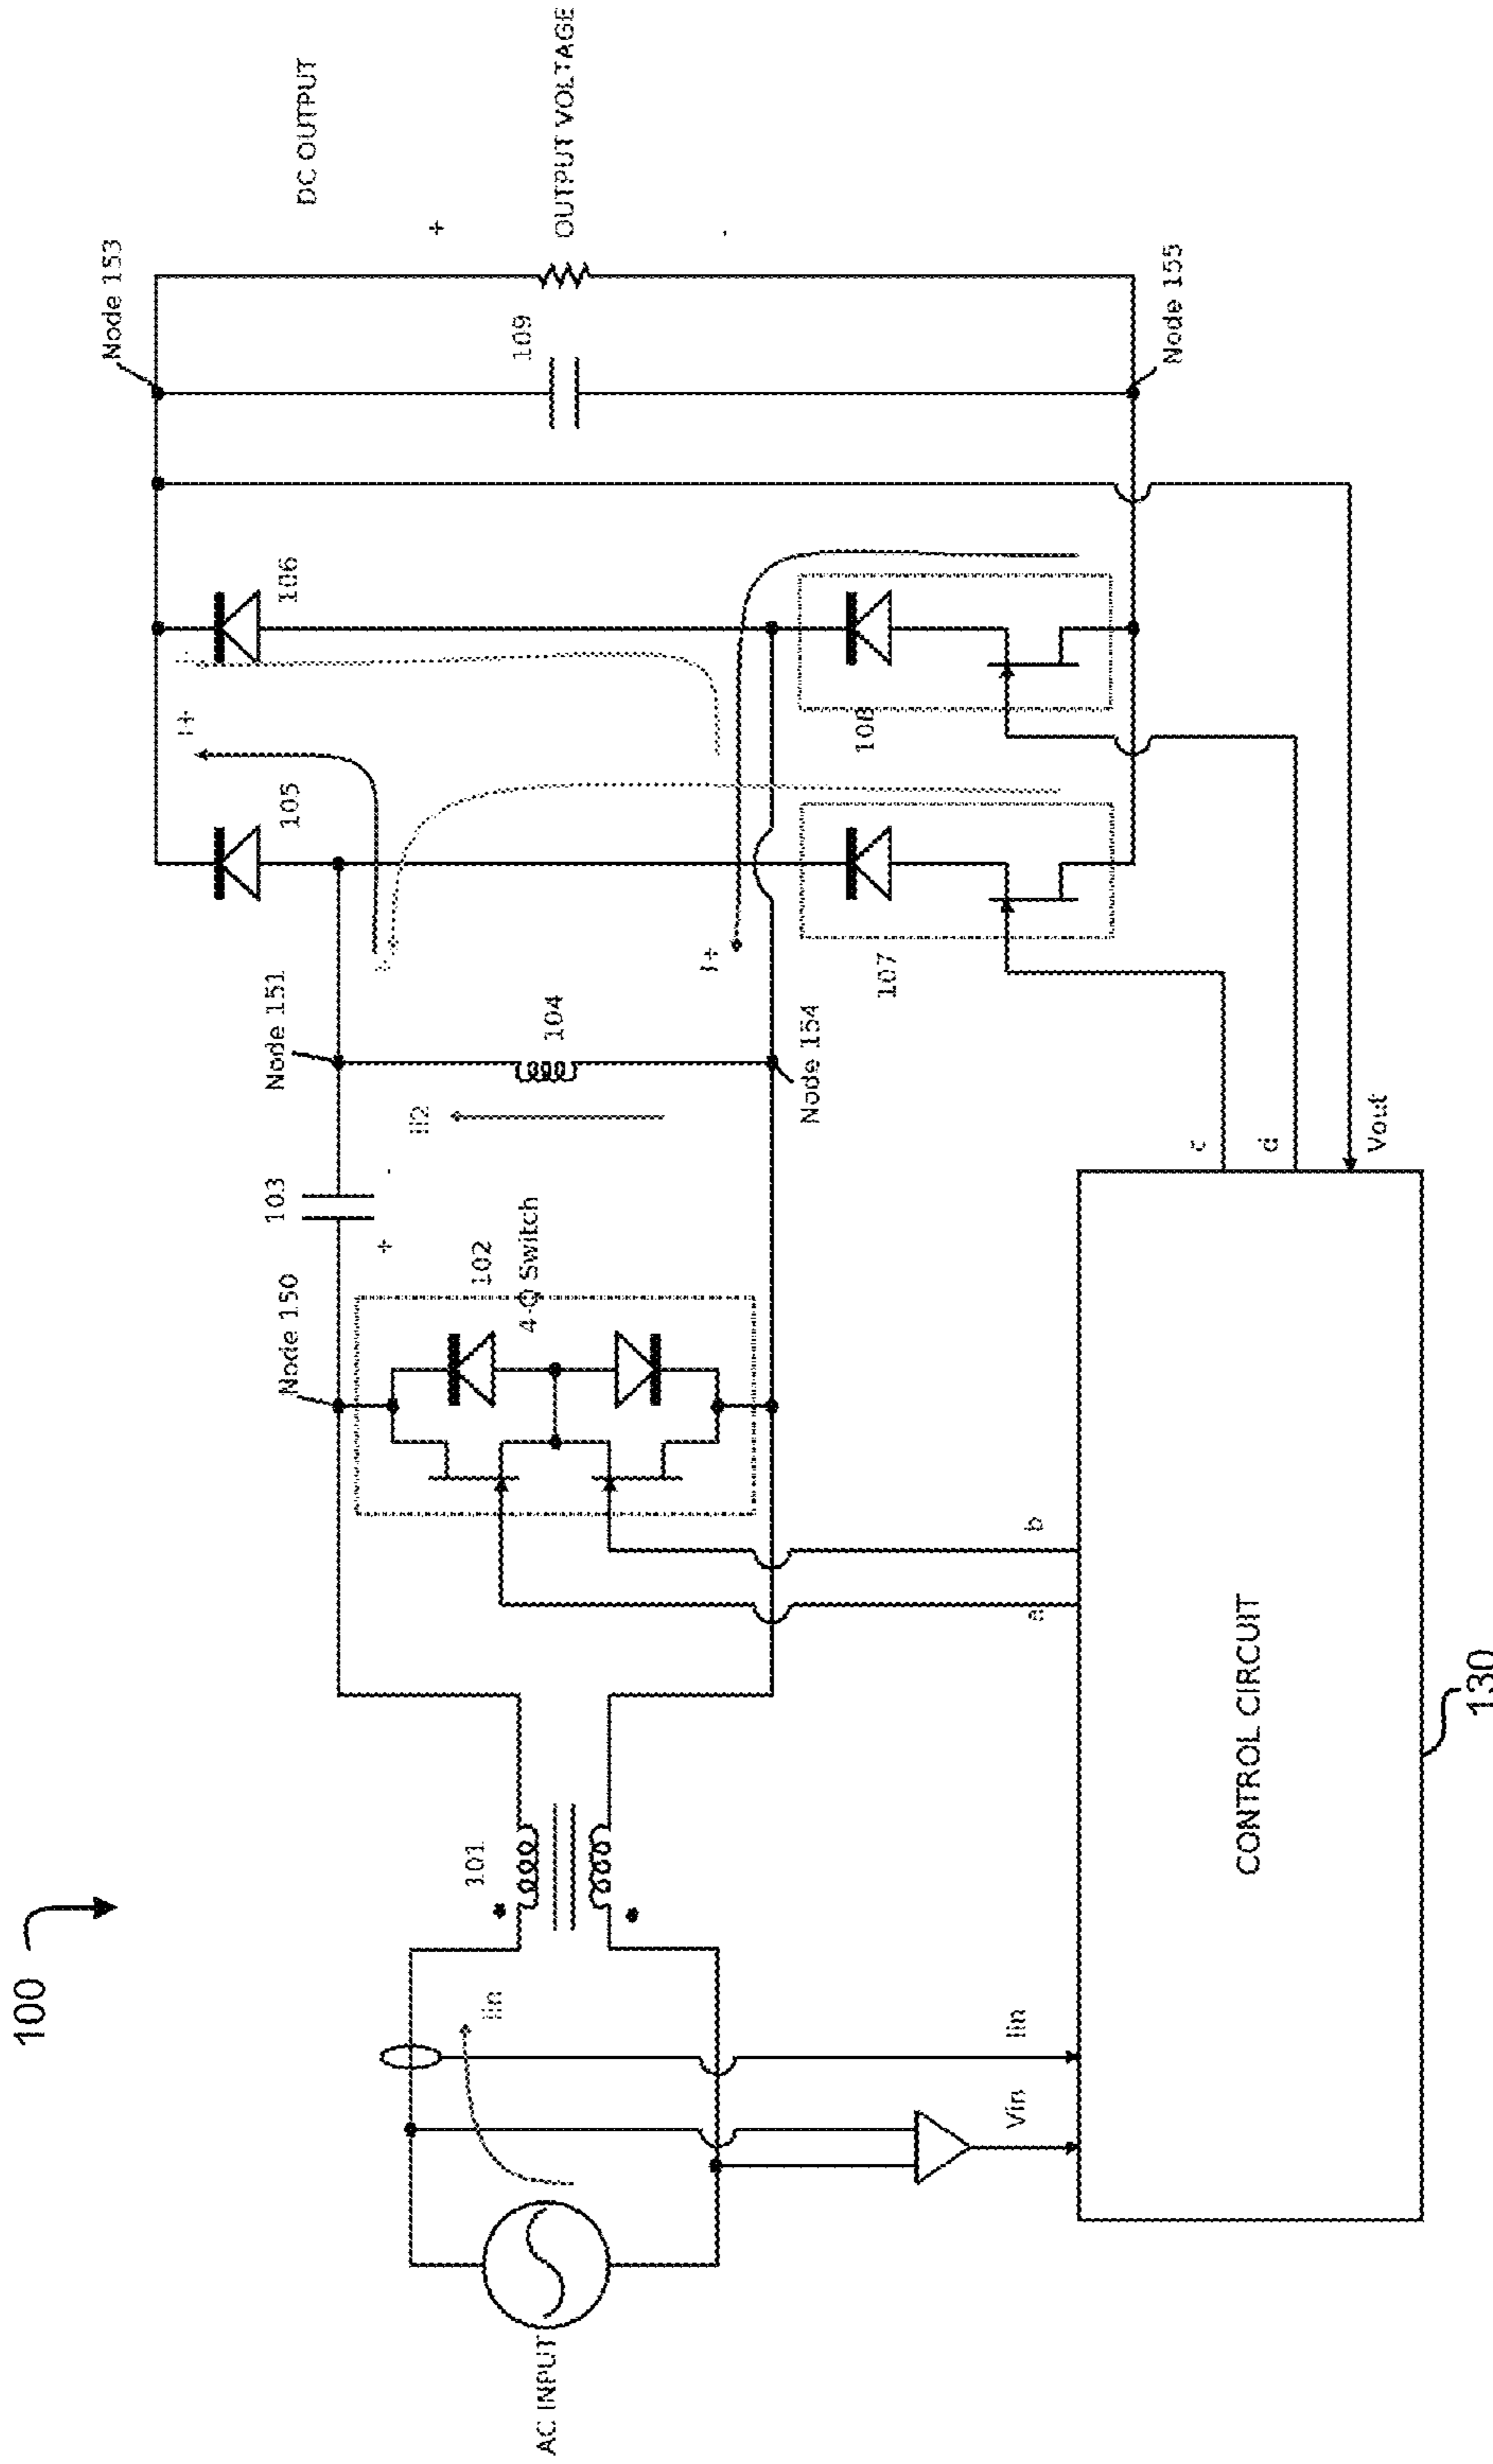 100
AC INPUT
Iin
101
Node 150
102
4-Q Switch
103
+
-
Node 151
Il2
104
Node 154
105
106
107
108
I+
I+
Node 153
109
Node 155
DC OUTPUT
+
OUTPUT VOLTAGE
-
Vin
Iin
a
b
c
d
Vout
CONTROL CIRCUIT
130